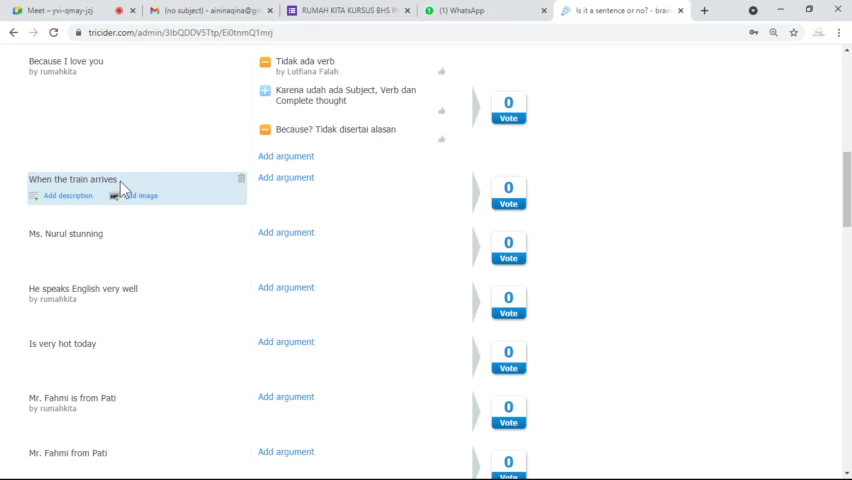 Meet – yvi-qmay-jzj
(no subject) - aininaqina@g
RUMAH KITA KURSUS BHS IN
(1) WhatsApp
Is it a sentence or no? - brain
tricider.com/admin/3IbQDDV5Ttp/Ei0tnmQ1mrj
Because I love you
by rumahkita
Tidak ada verb
by Lutfiana Falah
Karena udah ada Subject, Verb dan
Complete thought
Because? Tidak disertai alasan
Add argument
0
Vote
When the train arrives
Add description
d image
Add argument
0
Vote
Ms. Nurul stunning
Add argument
0
Vote
He speaks English very well
by rumahkita
Add argument
0
Vote
Is very hot today
Add argument
0
Vote
Mr. Fahmi is from Pati
by rumahkita
Add argument
0
Vote
Mr. Fahmi from Pati
Add argument
0
Vote